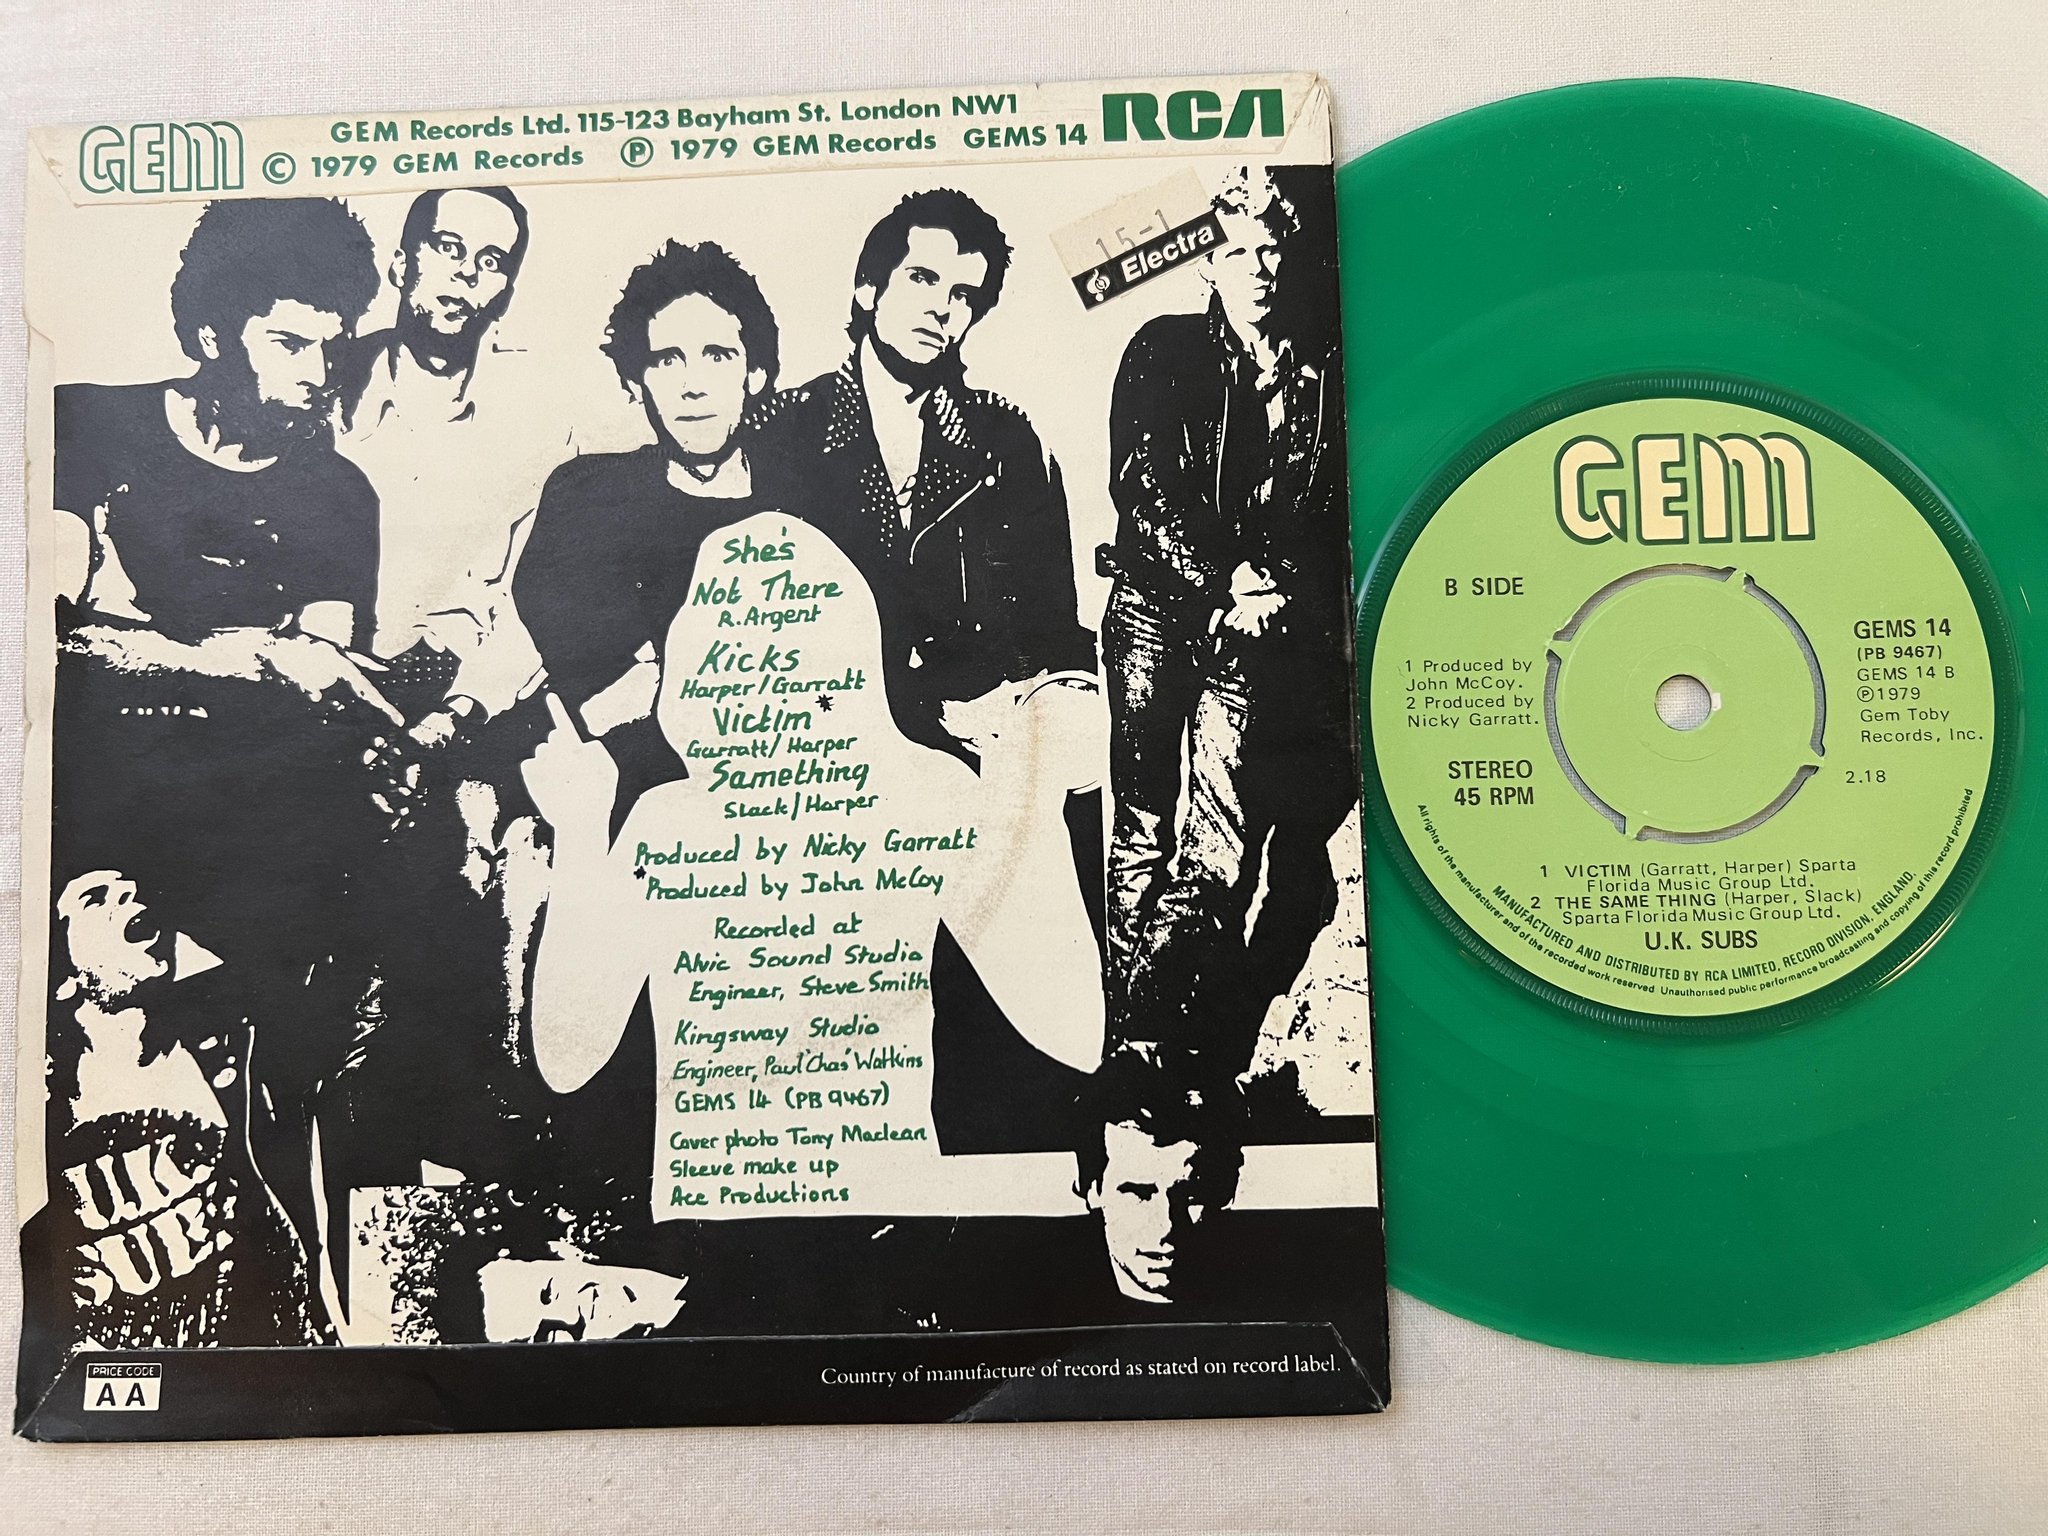 GEM
GEM Records Ltd. 115-123 Bayham St. London NW1
© 1979 GEM Records ℗ 1979 GEM Records GEMS 14
RCA
15-1
Electra
She's
Not There
R. Argent
Kicks
Harper/Garratt
Victim*
Garratt/Harper
Samething
Slack/Harper
Produced by Nicky Garratt
*Produced by John McCoy
Recorded at
Alvic Sound Studio
Engineer, Steve Smith
Kingsway Studio
Engineer, Paul 'Chas' Watkins
GEMS 14 (PB 9467)
Cover photo Tony Maclean
Sleeve make up
Ace Productions
UK
SUBS
PRICE CODE
AA
Country of manufacture of record as stated on record label.
GEM
B SIDE
GEMS 14
(PB 9467)
GEMS 14 B
℗1979
Gem Toby
Records, Inc.
1 Produced by
John McCoy.
2 Produced by
Nicky Garratt.
STEREO
45 RPM
2.18
1 VICTIM (Garratt, Harper) Sparta
Florida Music Group Ltd.
2 THE SAME THING (Harper, Slack)
Sparta Florida Music Group Ltd.
U.K. SUBS
MANUFACTURED AND DISTRIBUTED BY RCA LIMITED, RECORD DIVISION, ENGLAND.
All rights of the manufacturer and of the recorded work reserved Unauthorised public performance broadcasting and copying of this record prohibited